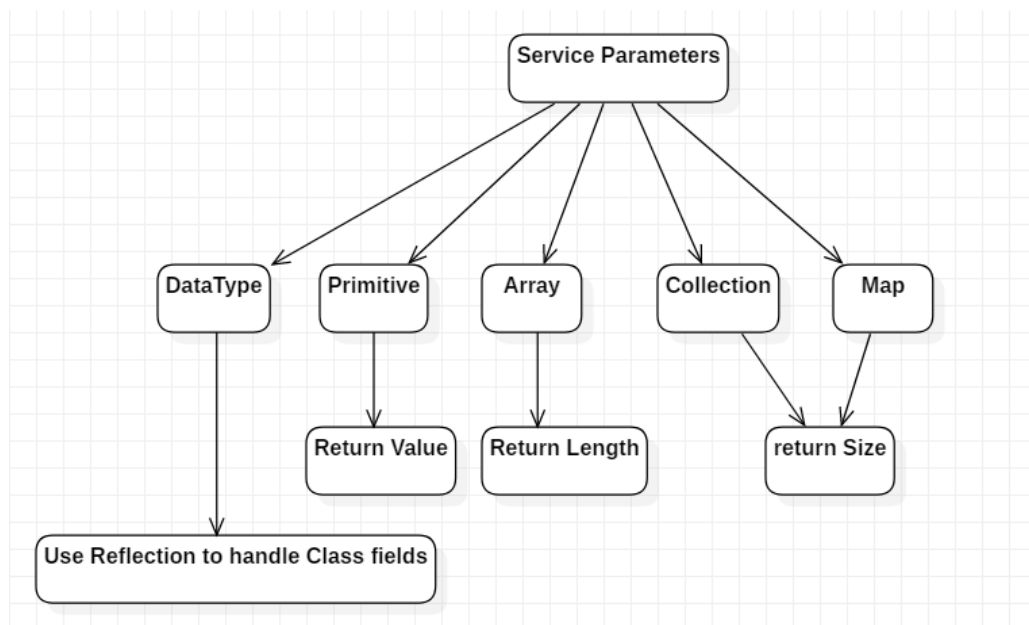 Service Parameters
DataType
Primitive
Array
Collection
Map
Return Value
Return Length
return Size
Use Reflection to handle Class fields